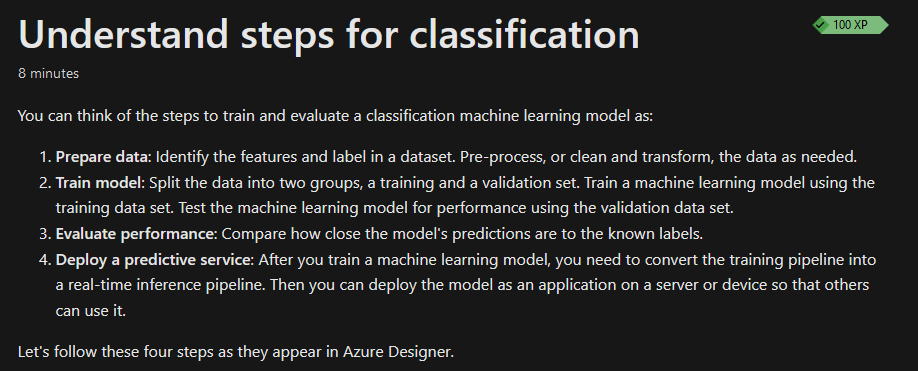 Understand steps for classification
100 XP
8 minutes
You can think of the steps to train and evaluate a classification machine learning model as:
1. Prepare data: Identify the features and label in a dataset. Pre-process, or clean and transform, the data as needed.
2. Train model: Split the data into two groups, a training and a validation set. Train a machine learning model using the
training data set. Test the machine learning model for performance using the validation data set.
3. Evaluate performance: Compare how close the model's predictions are to the known labels.
4. Deploy a predictive service: After you train a machine learning model, you need to convert the training pipeline into
a real-time inference pipeline. Then you can deploy the model as an application on a server or device so that others
can use it.
Let's follow these four steps as they appear in Azure Designer.